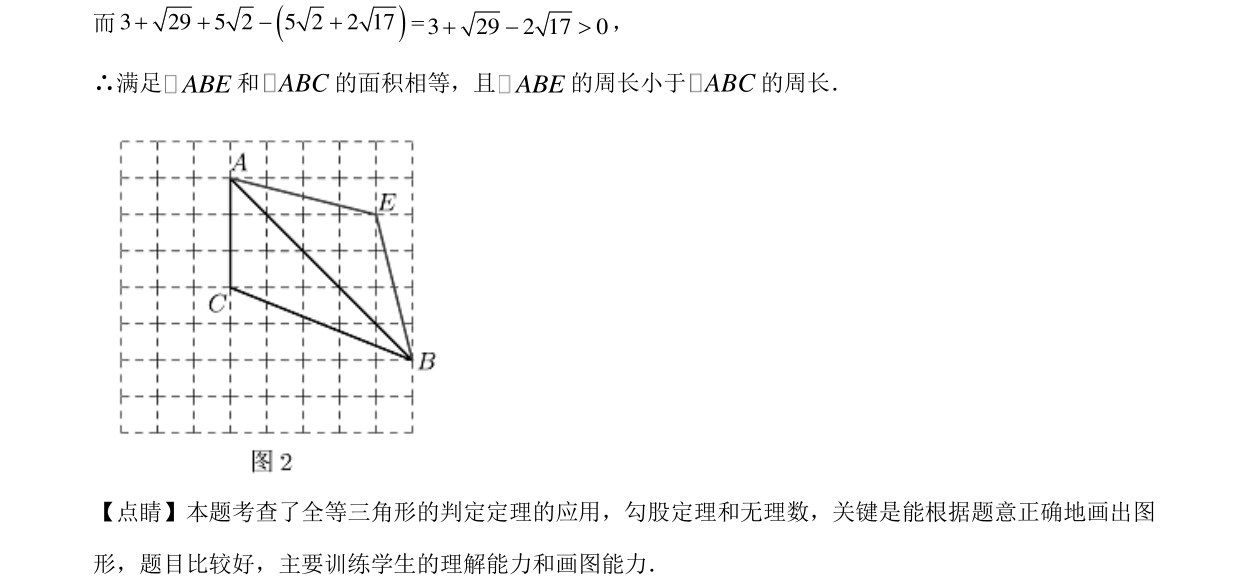 而 3+√29+5√2−(5√2+2√17)=3+√29−2√17>0，
∴满足□ABE 和□ABC 的面积相等，且□ABE 的周长小于□ABC 的周长．
A
E
C
B
图 2
【点睛】本题考查了全等三角形的判定定理的应用，勾股定理和无理数，关键是能根据题意正确地画出图
形，题目比较好，主要训练学生的理解能力和画图能力．